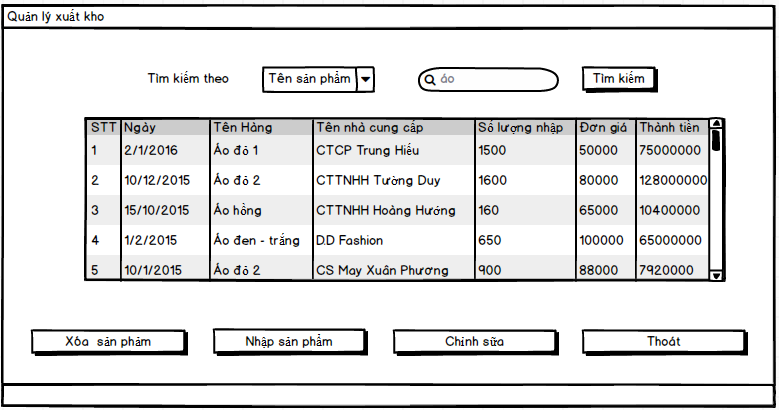 Quản lý xuất kho
Tìm kiếm theo Tên sản phẩm áo Tìm kiếm
STT Ngày Tên Hàng Tên nhà cung cấp Số lượng nhập Đơn giá Thành tiền
1 2/1/2016 Áo đỏ 1 CTCP Trung Hiếu 1500 50000 75000000
2 10/12/2015 Áo đỏ 2 CTTNHH Tường Duy 1600 80000 128000000
3 15/10/2015 Áo hồng CTTNHH Hoàng Hướng 160 65000 10400000
4 1/2/2015 Áo đen - trắng D.D Fashion 650 100000 65000000
5 10/1/2015 Áo đỏ 2 CS May Xuân Phương 900 88000 7920000
Xóa sản phảm Nhập sản phẩm Chỉnh sữa Thoát